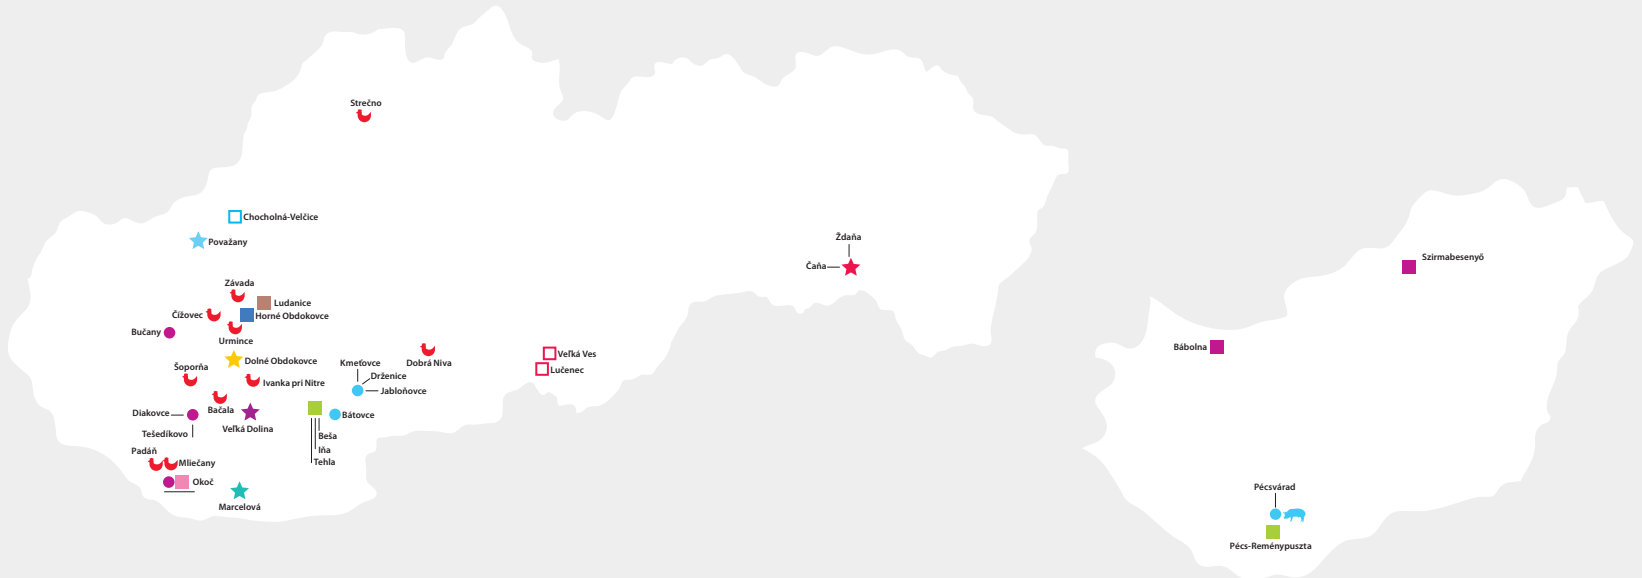 Strečno
Chocholná-Velčice
Považany
Ždaňa
Čaňa
Szirmabesenyő
Závada
Ludanice
Čížovec
Horné Obdokovce
Bučany
Urmince
Bábolna
Dolné Obdokovce
Kmeťovce
Dobrá Niva
Veľká Ves
Šoporňa
Drženice
Lučenec
Ivanka pri Nitre
Jabloňovce
Bačala
Diakovce
Bátovce
Veľká Dolina
Tešedíkovo
Beša
Padáň
Iňa
Mliečany
Tehla
Okoč
Pécsvárad
Marcelová
Pécs-Reménypuszta